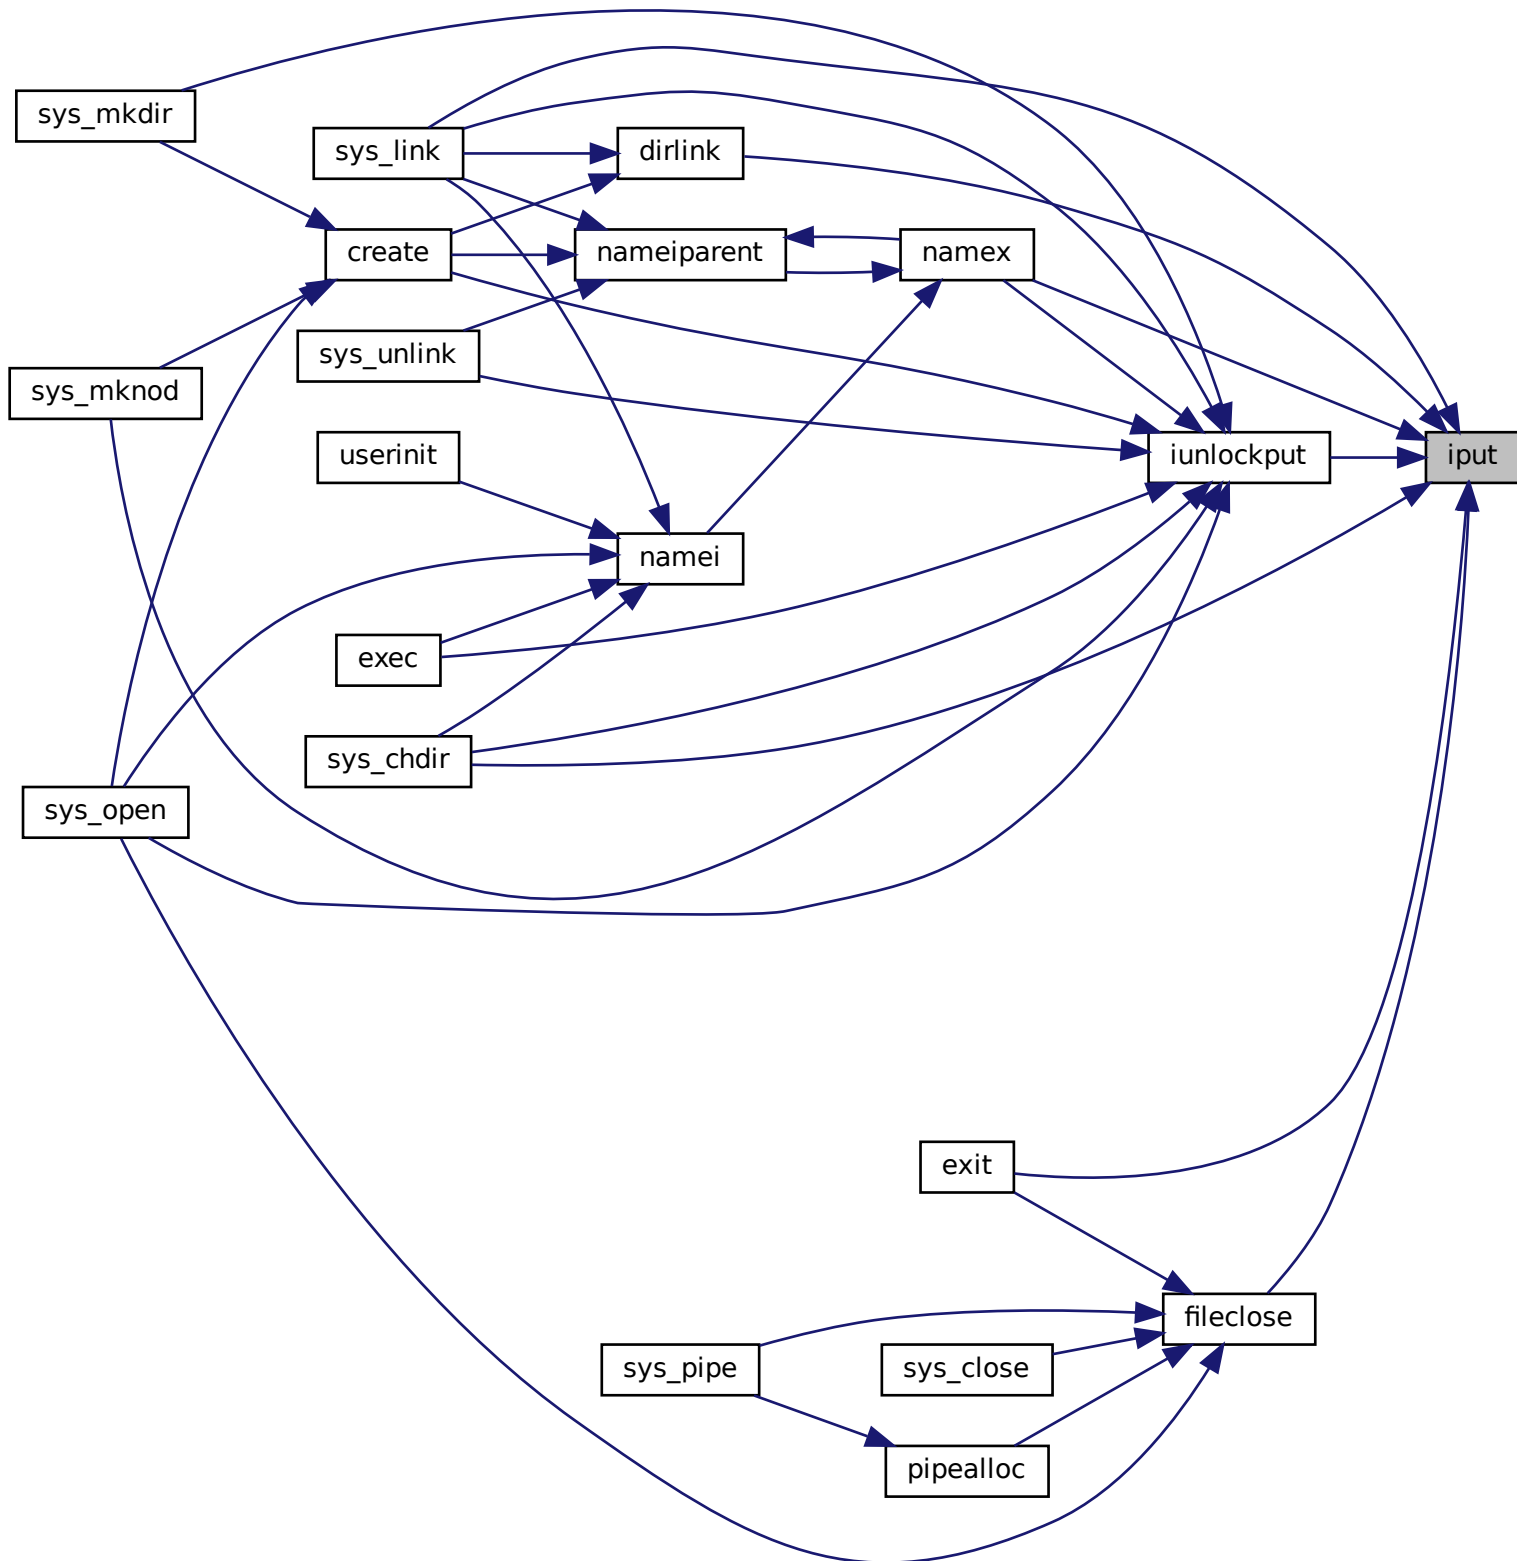 sys_mkdir
sys_link
dirlink
create
nameiparent
namex
sys_unlink
sys_mknod
userinit
iunlockput
iput
namei
exec
sys_chdir
sys_open
exit
fileclose
sys_pipe
sys_close
pipealloc